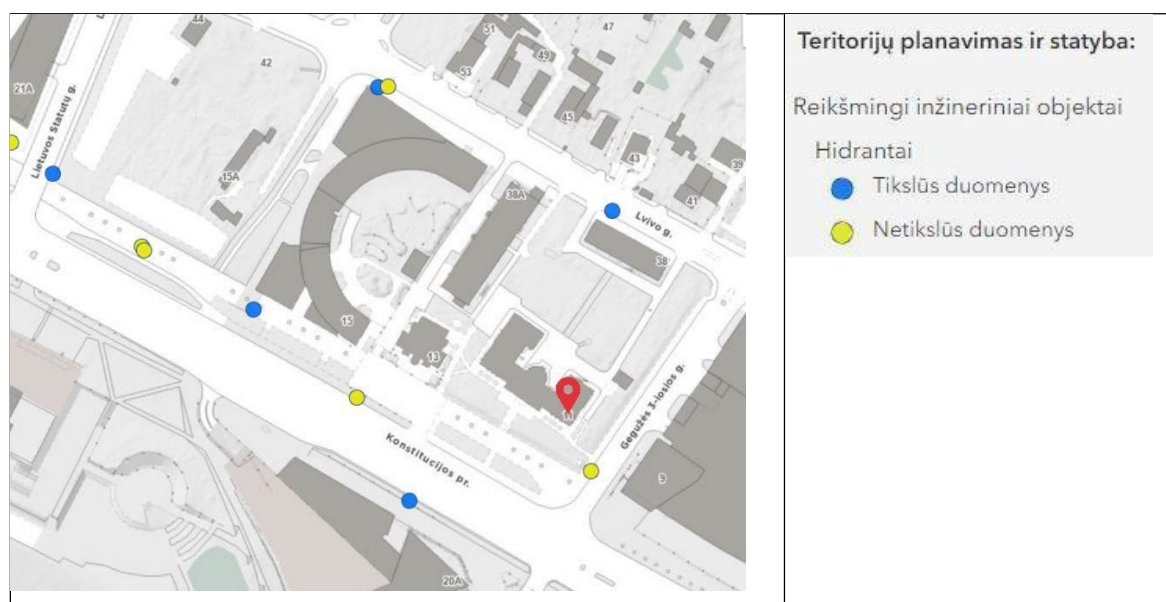 44
51
47
49
53
42
45
21A
Lietuvos Statutų g.
43
39
15A
38A
41
Lvivo g.
38
15
13
11
Gegužės 3-iosios g.
Konstitucijos pr.
9
20A
Teritorijų planavimas ir statyba:
Reikšmingi inžineriniai objektai
Hidrantai
Tikslūs duomenys
Netikslūs duomenys